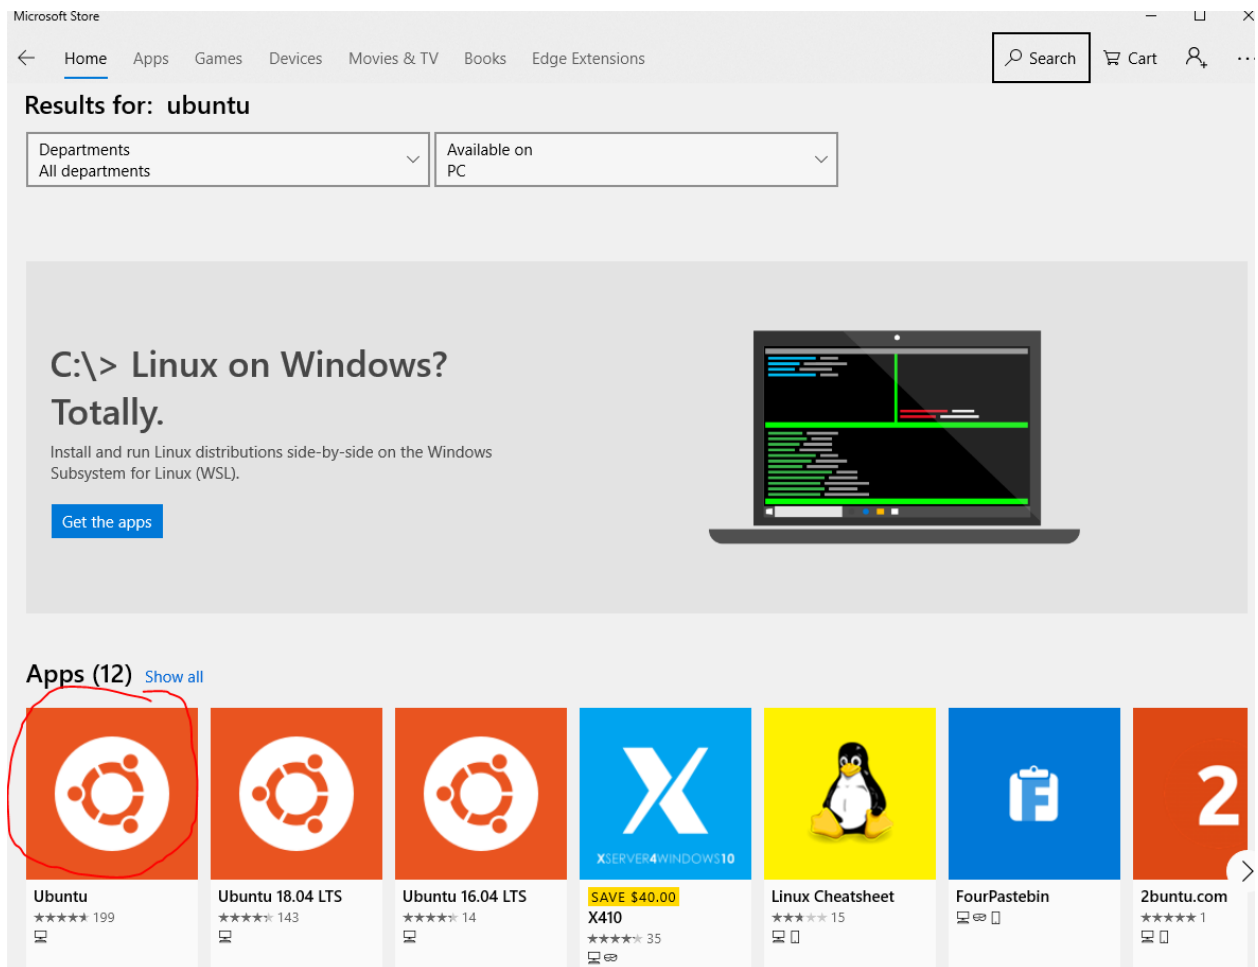 Microsoft Store
Home Apps Games Devices Movies & TV Books Edge Extensions Search Cart
Results for: ubuntu
Departments
All departments
Available on
PC
C:\> Linux on Windows?
Totally.
Install and run Linux distributions side-by-side on the Windows
Subsystem for Linux (WSL).
Get the apps
Apps (12) Show all
XSERVER4WINDOWS10
2
Ubuntu
199
Ubuntu 18.04 LTS
143
Ubuntu 16.04 LTS
14
SAVE $40.00
X410
35
Linux Cheatsheet
15
FourPastebin
2buntu.com
1